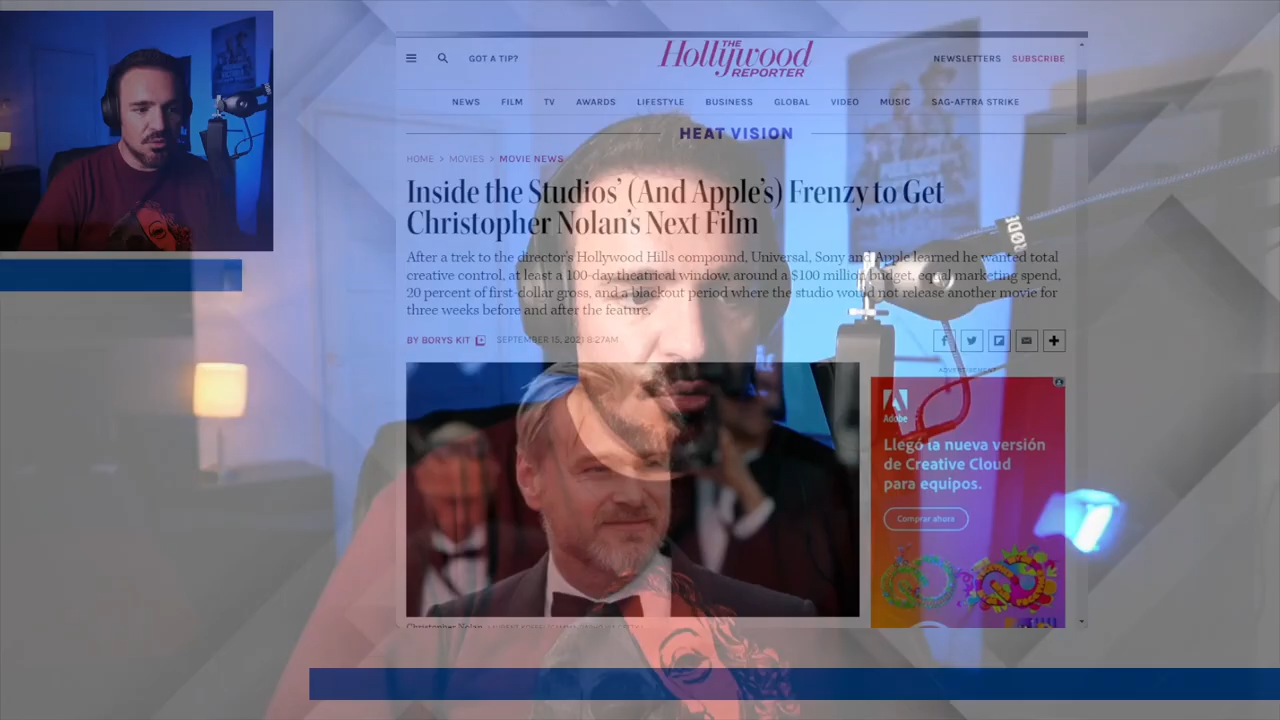 GOT A TIP?
THE
Hollywood
REPORTER
NEWSLETTERS SUBSCRIBE
NEWS FILM TV AWARDS LIFESTYLE BUSINESS GLOBAL VIDEO MUSIC SAG-AFTRA STRIKE
HEAT VISION
HOME > MOVIES > MOVIE NEWS
Inside the Studios' (And Apple's) Frenzy to Get
Christopher Nolan's Next Film
After a trek to the director's Hollywood Hills compound, Universal, Sony and Apple learned he wanted total
creative control, at least a 100-day theatrical window, around a $100 million budget, equal marketing spend,
20 percent of first-dollar gross, and a blackout period where the studio would not release another movie for
three weeks before and after the feature.
BY BORYS KIT SEPTEMBER 15, 2021 8:27AM
ADVERTISEMENT
Adobe
Llegó la nueva versión
de Creative Cloud
para equipos.
Comprar ahora
Christopher Nolan
RØDE